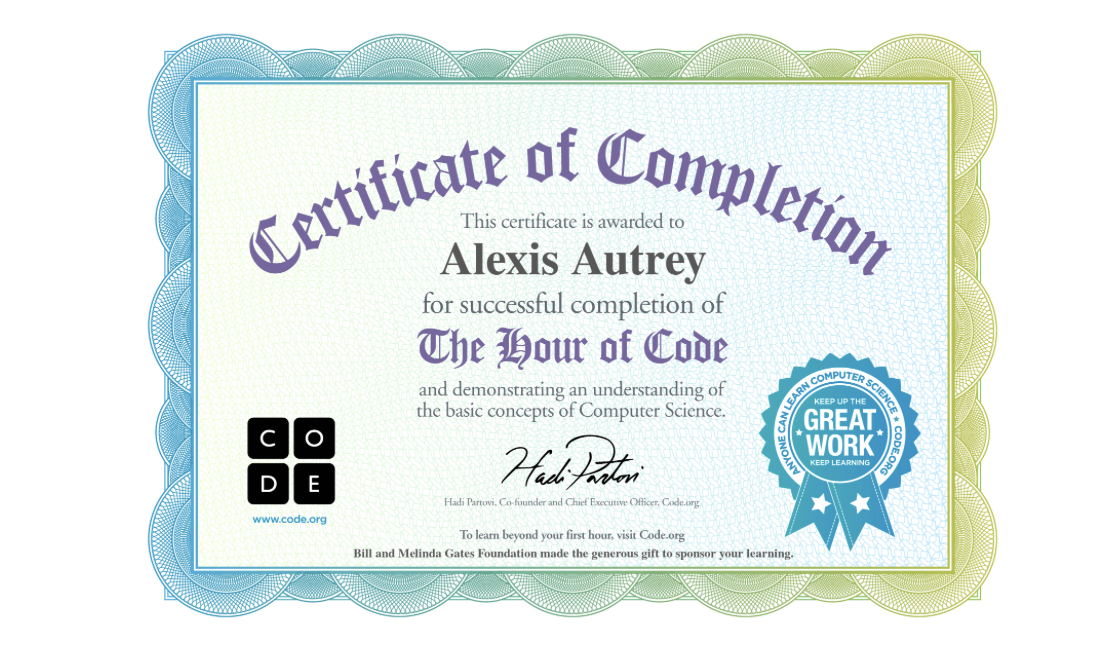 Certificate of Completion
This certificate is awarded to
Alexis Autrey
for successful completion of
The Hour of Code
and demonstrating an understanding of
the basic concepts of Computer Science.
Hadi Partovi
Hadi Partovi, Co-founder and Chief Executive Officer, Code.org
To learn beyond your first hour, visit Code.org
Bill and Melinda Gates Foundation made the generous gift to sponsor your learning.
C O
D E
www.code.org
ANYONE CAN LEARN COMPUTER SCIENCE ★ CODE.ORG
KEEP UP THE
GREAT
WORK
KEEP LEARNING